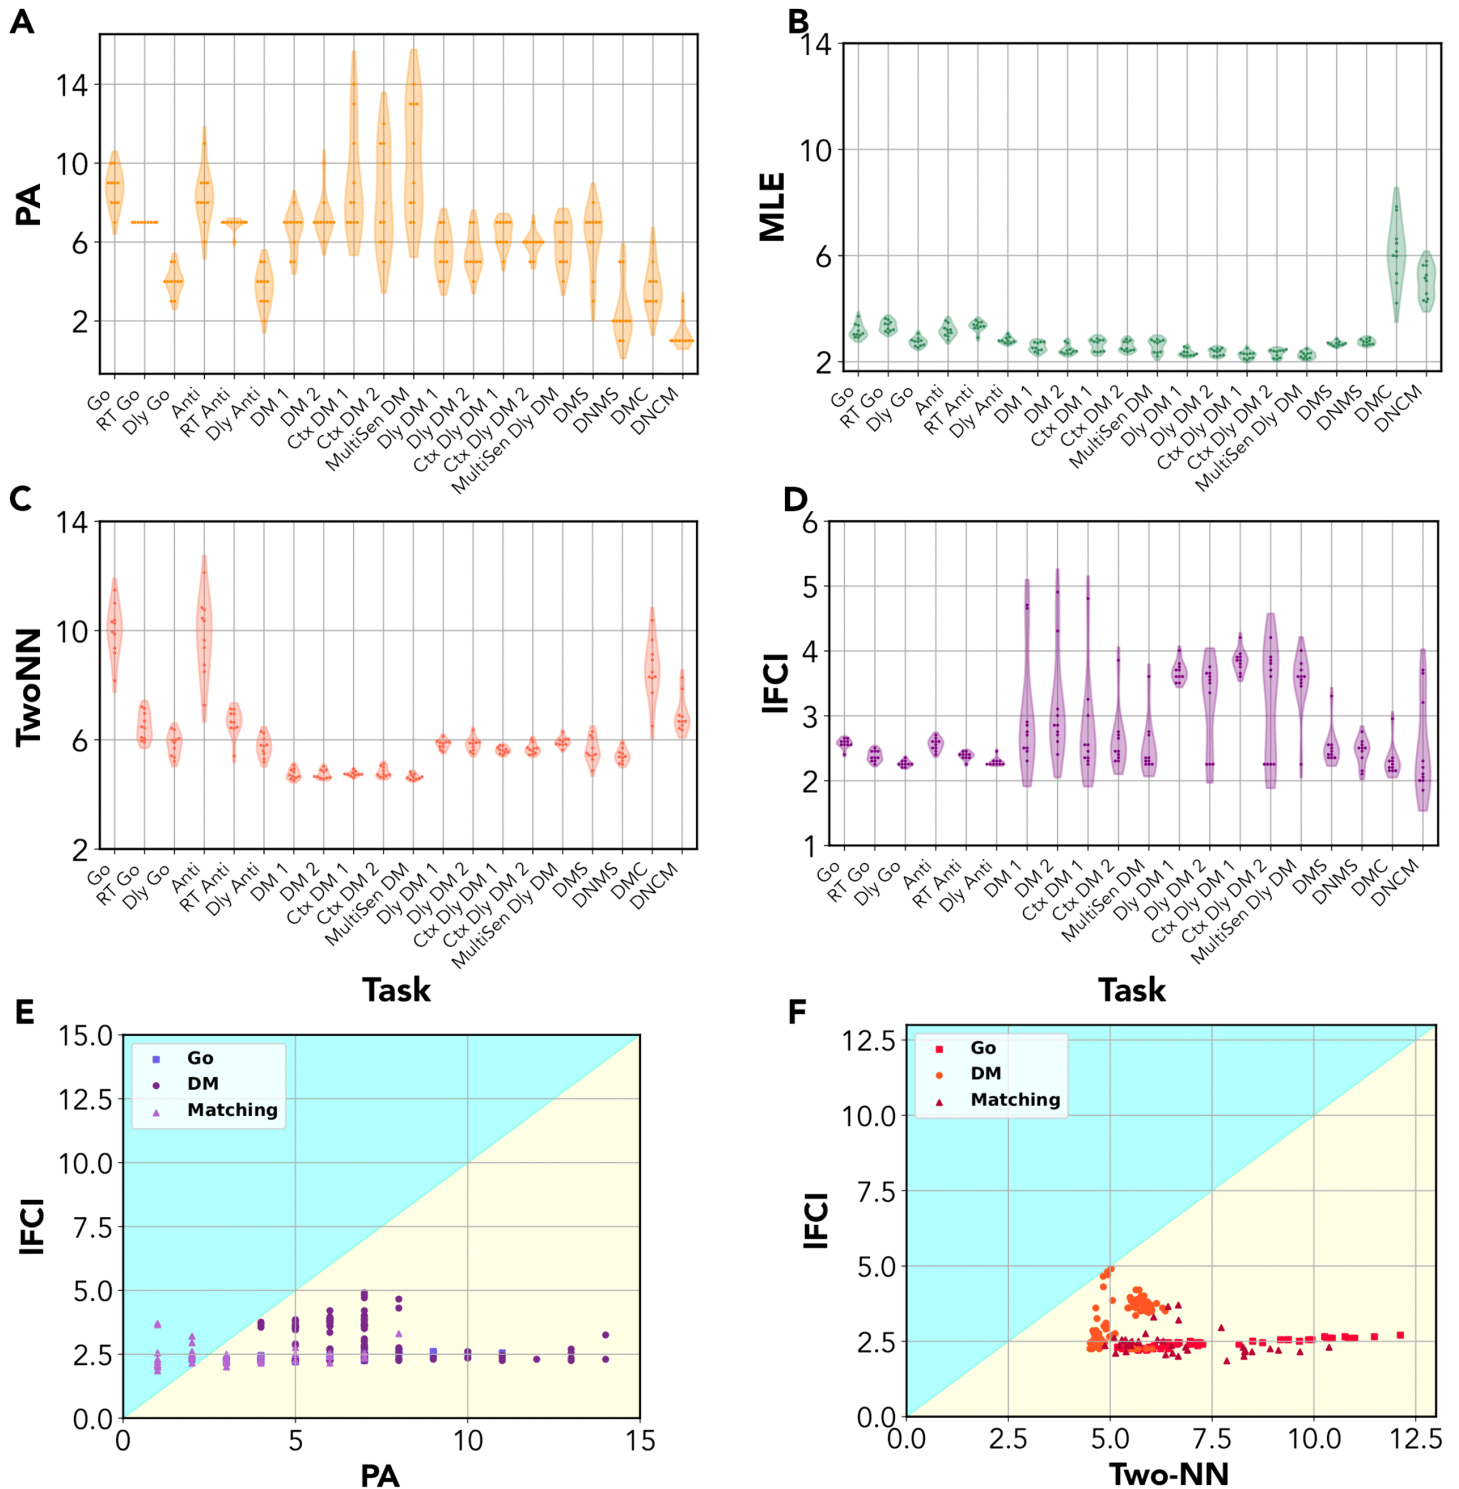 A
PA
14
10
6
2
Go
RT Go
Dly Go
Anti
RT Anti
Dly Anti
DM 1
DM 2
Ctx DM 1
Ctx DM 2
MultiSen DM
Dly DM 1
Dly DM 2
Ctx Dly DM 1
Ctx Dly DM 2
MultiSen Dly DM
DMS
DNMS
DMC
DNCM
B
MLE
14
10
6
2
Go
RT Go
Dly Go
Anti
RT Anti
Dly Anti
DM 1
DM 2
Ctx DM 1
Ctx DM 2
MultiSen DM
Dly DM 1
Dly DM 2
Ctx Dly DM 1
Ctx Dly DM 2
MultiSen Dly DM
DMS
DNMS
DMC
DNCM
C
TwoNN
14
10
6
2
Go
RT Go
Dly Go
Anti
RT Anti
Dly Anti
DM 1
DM 2
Ctx DM 1
Ctx DM 2
MultiSen DM
Dly DM 1
Dly DM 2
Ctx Dly DM 1
Ctx Dly DM 2
MultiSen Dly DM
DMS
DNMS
DMC
DNCM
Task
D
IFCI
6
5
4
3
2
1
Go
RT Go
Dly Go
Anti
RT Anti
Dly Anti
DM 1
DM 2
Ctx DM 1
Ctx DM 2
MultiSen DM
Dly DM 1
Dly DM 2
Ctx Dly DM 1
Ctx Dly DM 2
MultiSen Dly DM
DMS
DNMS
DMC
DNCM
Task
E
IFCI
15.0
12.5
10.0
7.5
5.0
2.5
0.0
Go
DM
Matching
0 5 10 15
PA
F
IFCI
12.5
10.0
7.5
5.0
2.5
0.0
Go
DM
Matching
0.0 2.5 5.0 7.5 10.0 12.5
Two-NN